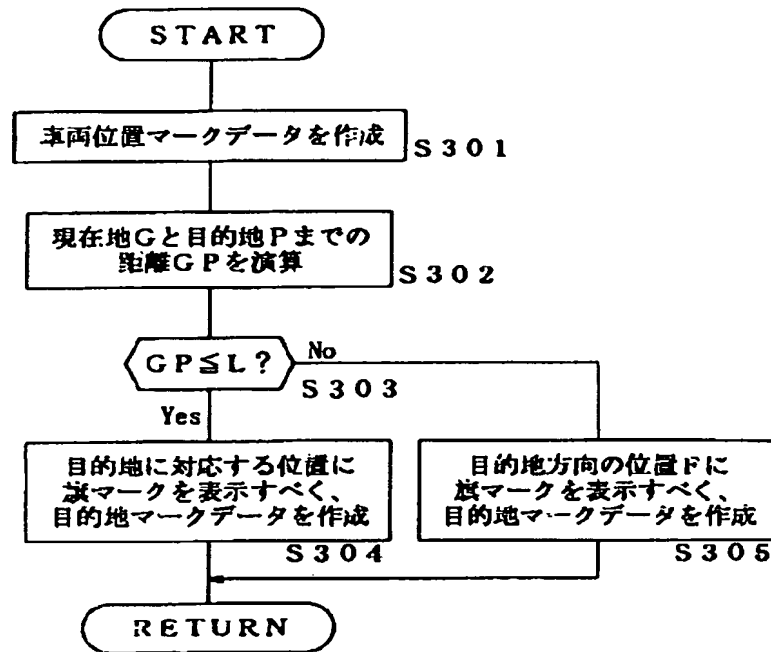 START
車両位置マークデータを作成
S301
現在地Gと目的地Pまでの
距離GPを演算
S302
GP≦L?
No
S303
Yes
目的地に対応する位置に
旗マークを表示すべく、
目的地マークデータを作成
S304
目的地方向の位置Fに
旗マークを表示すべく、
目的地マークデータを作成
S305
RETURN